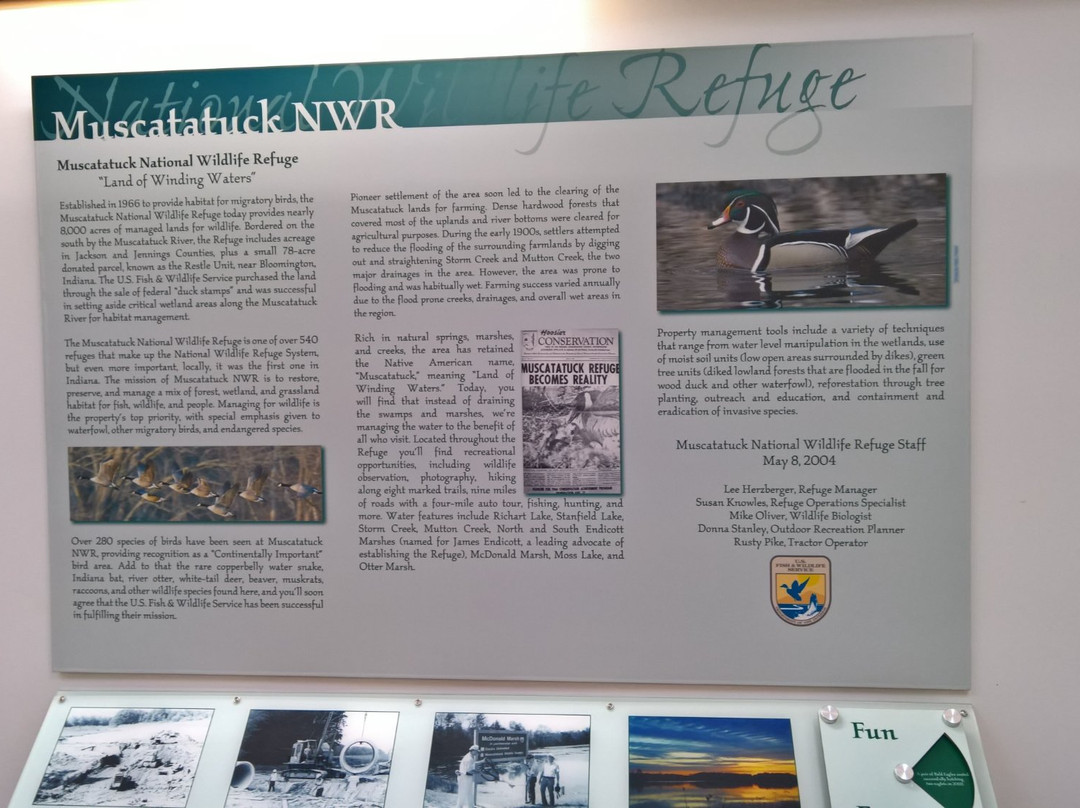 National Wildlife Refuge
Muscatatuck NWR
Muscatatuck National Wildlife Refuge
“Land of Winding Waters”
Established in 1966 to provide habitat for migratory birds, the
Muscatatuck National Wildlife Refuge today provides nearly
8,000 acres of managed lands for wildlife. Bordered on the
south by the Muscatatuck River, the Refuge includes acreage
in Jackson and Jennings Counties, plus a small 78-acre
donated parcel, known as the Restle Unit, near Bloomington,
Indiana. The U.S. Fish & Wildlife Service purchased the land
through the sale of federal “duck stamps” and was successful
in setting aside critical wetland areas along the Muscatatuck
River for habitat management.
The Muscatatuck National Wildlife Refuge is one of over 540
refuges that make up the National Wildlife Refuge System,
but even more important, locally, it was the first one in
Indiana. The mission of Muscatatuck NWR is to restore,
preserve, and manage a mix of forest, wetland, and grassland
habitat for fish, wildlife, and people. Managing for wildlife is
the property’s top priority, with special emphasis given to
waterfowl, other migratory birds, and endangered species.
Over 280 species of birds have been seen at Muscatatuck
NWR, providing recognition as a “Continentally Important”
bird area. Add to that the rare copperbelly water snake,
Indiana bat, river otter, white-tail deer, beaver, muskrats,
raccoons, and other wildlife species found here, and you’ll soon
agree that the U.S. Fish & Wildlife Service has been successful
in fulfilling their mission.
Pioneer settlement of the area soon led to the clearing of the
Muscatatuck lands for farming. Dense hardwood forests that
covered most of the uplands and river bottoms were cleared for
agricultural purposes. During the early 1900s, settlers attempted
to reduce the flooding of the surrounding farmlands by digging
out and straightening Storm Creek and Mutton Creek, the two
major drainages in the area. However, the area was prone to
flooding and was habitually wet. Farming success varied annually
due to the flood prone creeks, drainages, and overall wet areas in
the region.
Rich in natural springs, marshes,
and creeks, the area has retained
the Native American name,
“Muscatatuck,” meaning “Land of
Winding Waters.” Today, you
will find that instead of draining
the swamps and marshes, we’re
managing the water to the benefit of
all who visit. Located throughout the
Refuge you’ll find recreational
opportunities, including wildlife
observation, photography, hiking
along eight marked trails, nine miles
of roads with a four-mile auto tour, fishing, hunting, and
more. Water features include Richart Lake, Stanfield Lake,
Storm Creek, Mutton Creek, North and South Endicott
Marshes (named for James Endicott, a leading advocate of
establishing the Refuge), McDonald Marsh, Moss Lake, and
Otter Marsh.
Hoosier
CONSERVATION
MUSCATATUCK REFUGE
BECOMES REALITY
Property management tools include a variety of techniques
that range from water level manipulation in the wetlands, use
of moist soil units (low open areas surrounded by dikes), green
tree units (diked lowland forests that are flooded in the fall for
wood duck and other waterfowl), reforestation through tree
planting, outreach and education, and containment and
eradication of invasive species.
Muscatatuck National Wildlife Refuge Staff
May 8, 2004
Lee Herzberger, Refuge Manager
Susan Knowles, Refuge Operations Specialist
Mike Oliver, Wildlife Biologist
Donna Stanley, Outdoor Recreation Planner
Rusty Pike, Tractor Operator
U.S.
FISH & WILDLIFE
SERVICE
McDonald Marsh
Fun